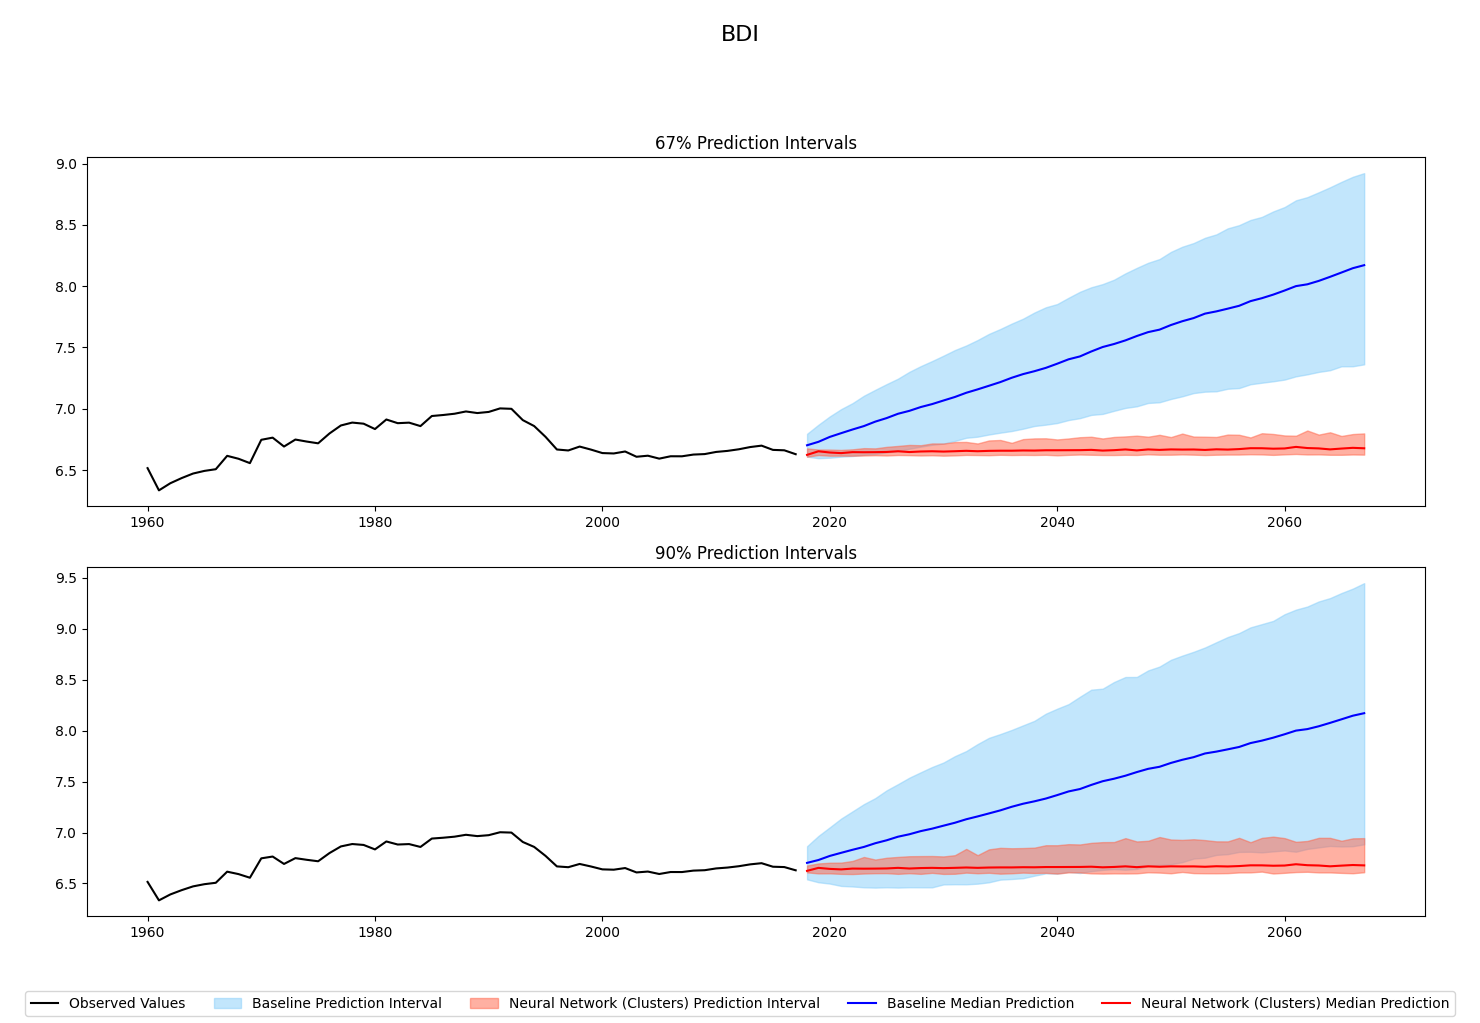 BDI
67% Prediction Intervals
9.0
8.5
8.0
7.5
7.0
6.5
1960 1980 2000 2020 2040 2060
90% Prediction Intervals
9.5
9.0
8.5
8.0
7.5
7.0
6.5
1960 1980 2000 2020 2040 2060
Observed Values Baseline Prediction Interval Neural Network (Clusters) Prediction Interval Baseline Median Prediction Neural Network (Clusters) Median Prediction